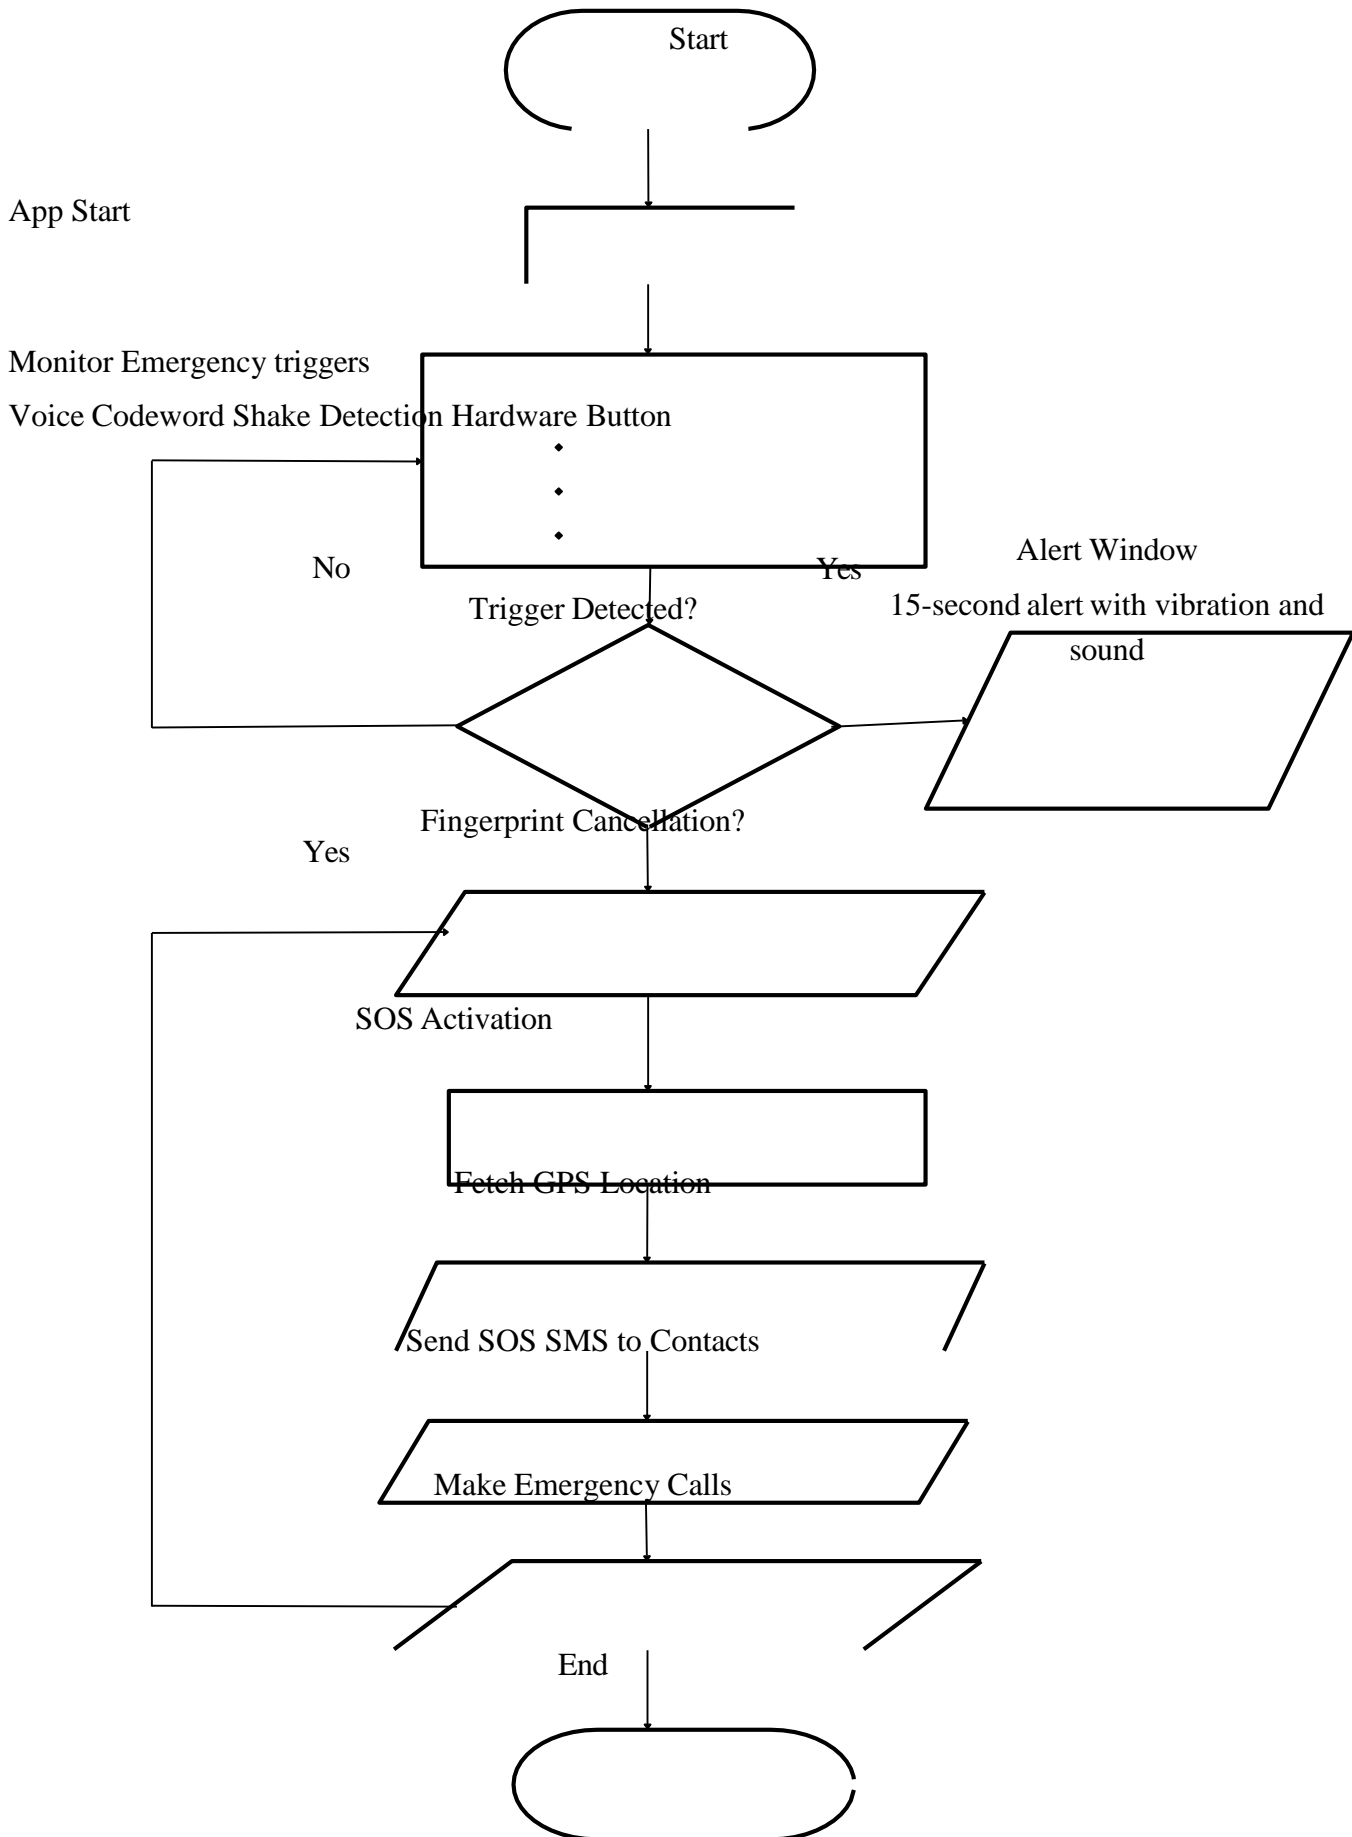 Start
App Start
Monitor Emergency triggers
Voice Codeword Shake Detection Hardware Button
No
Yes
Alert Window
15-second alert with vibration and
sound
Trigger Detected?
Fingerprint Cancellation?
Yes
SOS Activation
Fetch GPS Location
Send SOS SMS to Contacts
Make Emergency Calls
End